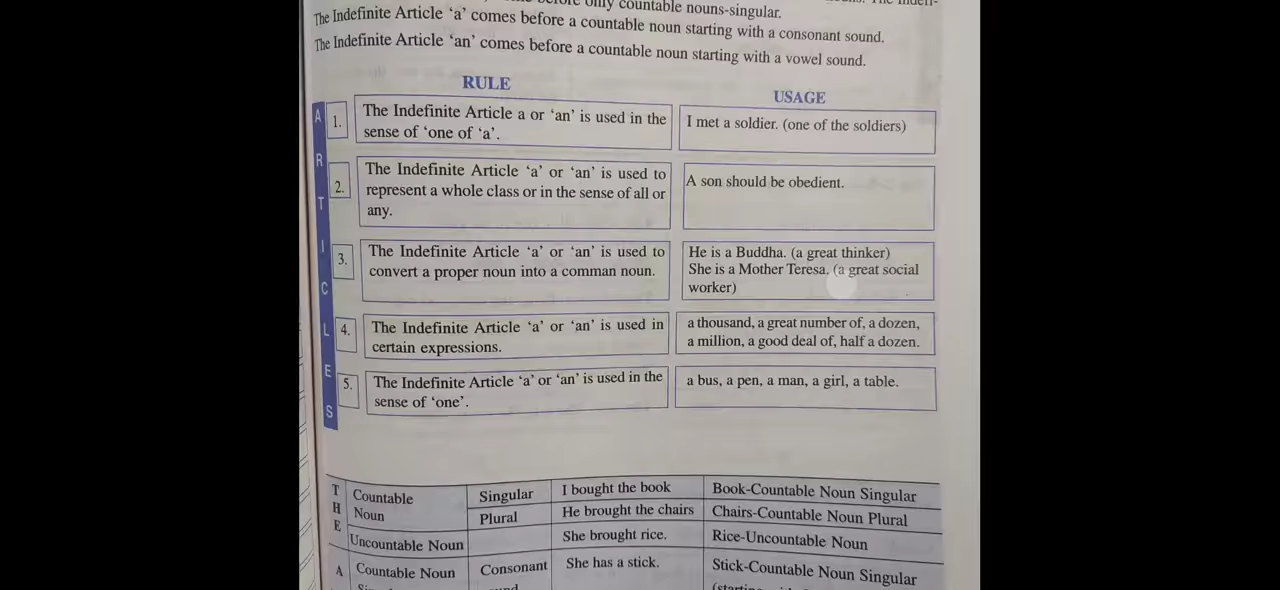 only countable nouns-singular.
The Indefinite Article ‘a’ comes before a countable noun starting with a consonant sound.
The Indefinite Article ‘an’ comes before a countable noun starting with a vowel sound.
RULE
USAGE
ARTICLES
1.
The Indefinite Article a or ‘an’ is used in the
sense of ‘one of ‘a’.
I met a soldier. (one of the soldiers)
2.
The Indefinite Article ‘a’ or ‘an’ is used to
represent a whole class or in the sense of all or
any.
A son should be obedient.
3.
The Indefinite Article ‘a’ or ‘an’ is used to
convert a proper noun into a comman noun.
He is a Buddha. (a great thinker)
She is a Mother Teresa. (a great social
worker)
4.
The Indefinite Article ‘a’ or ‘an’ is used in
certain expressions.
a thousand, a great number of, a dozen,
a million, a good deal of, half a dozen.
5.
The Indefinite Article ‘a’ or ‘an’ is used in the
sense of ‘one’.
a bus, a pen, a man, a girl, a table.
THE
Countable
Noun
Singular
I bought the book
Book-Countable Noun Singular
Plural
He brought the chairs
Chairs-Countable Noun Plural
Uncountable Noun
She brought rice.
Rice-Uncountable Noun
A
Countable Noun
Consonant
She has a stick.
Stick-Countable Noun Singular